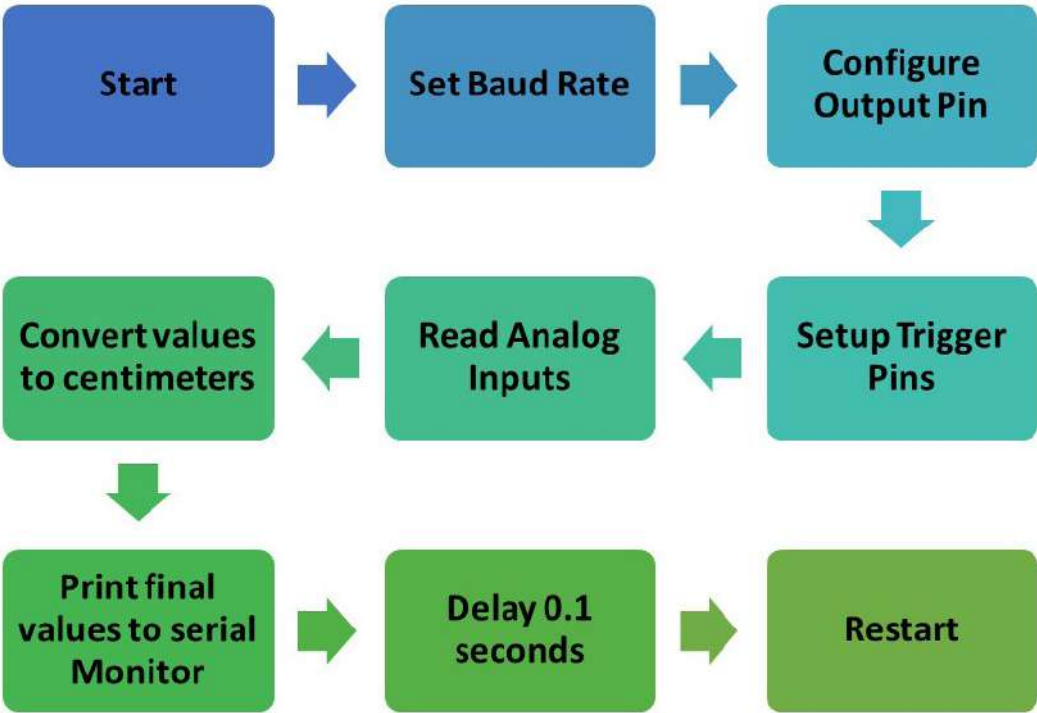 Start
Set Baud Rate
Configure
Output Pin
Setup Trigger
Pins
Read Analog
Inputs
Convert values
to centimeters
Print final
values to serial
Monitor
Delay 0.1
seconds
Restart